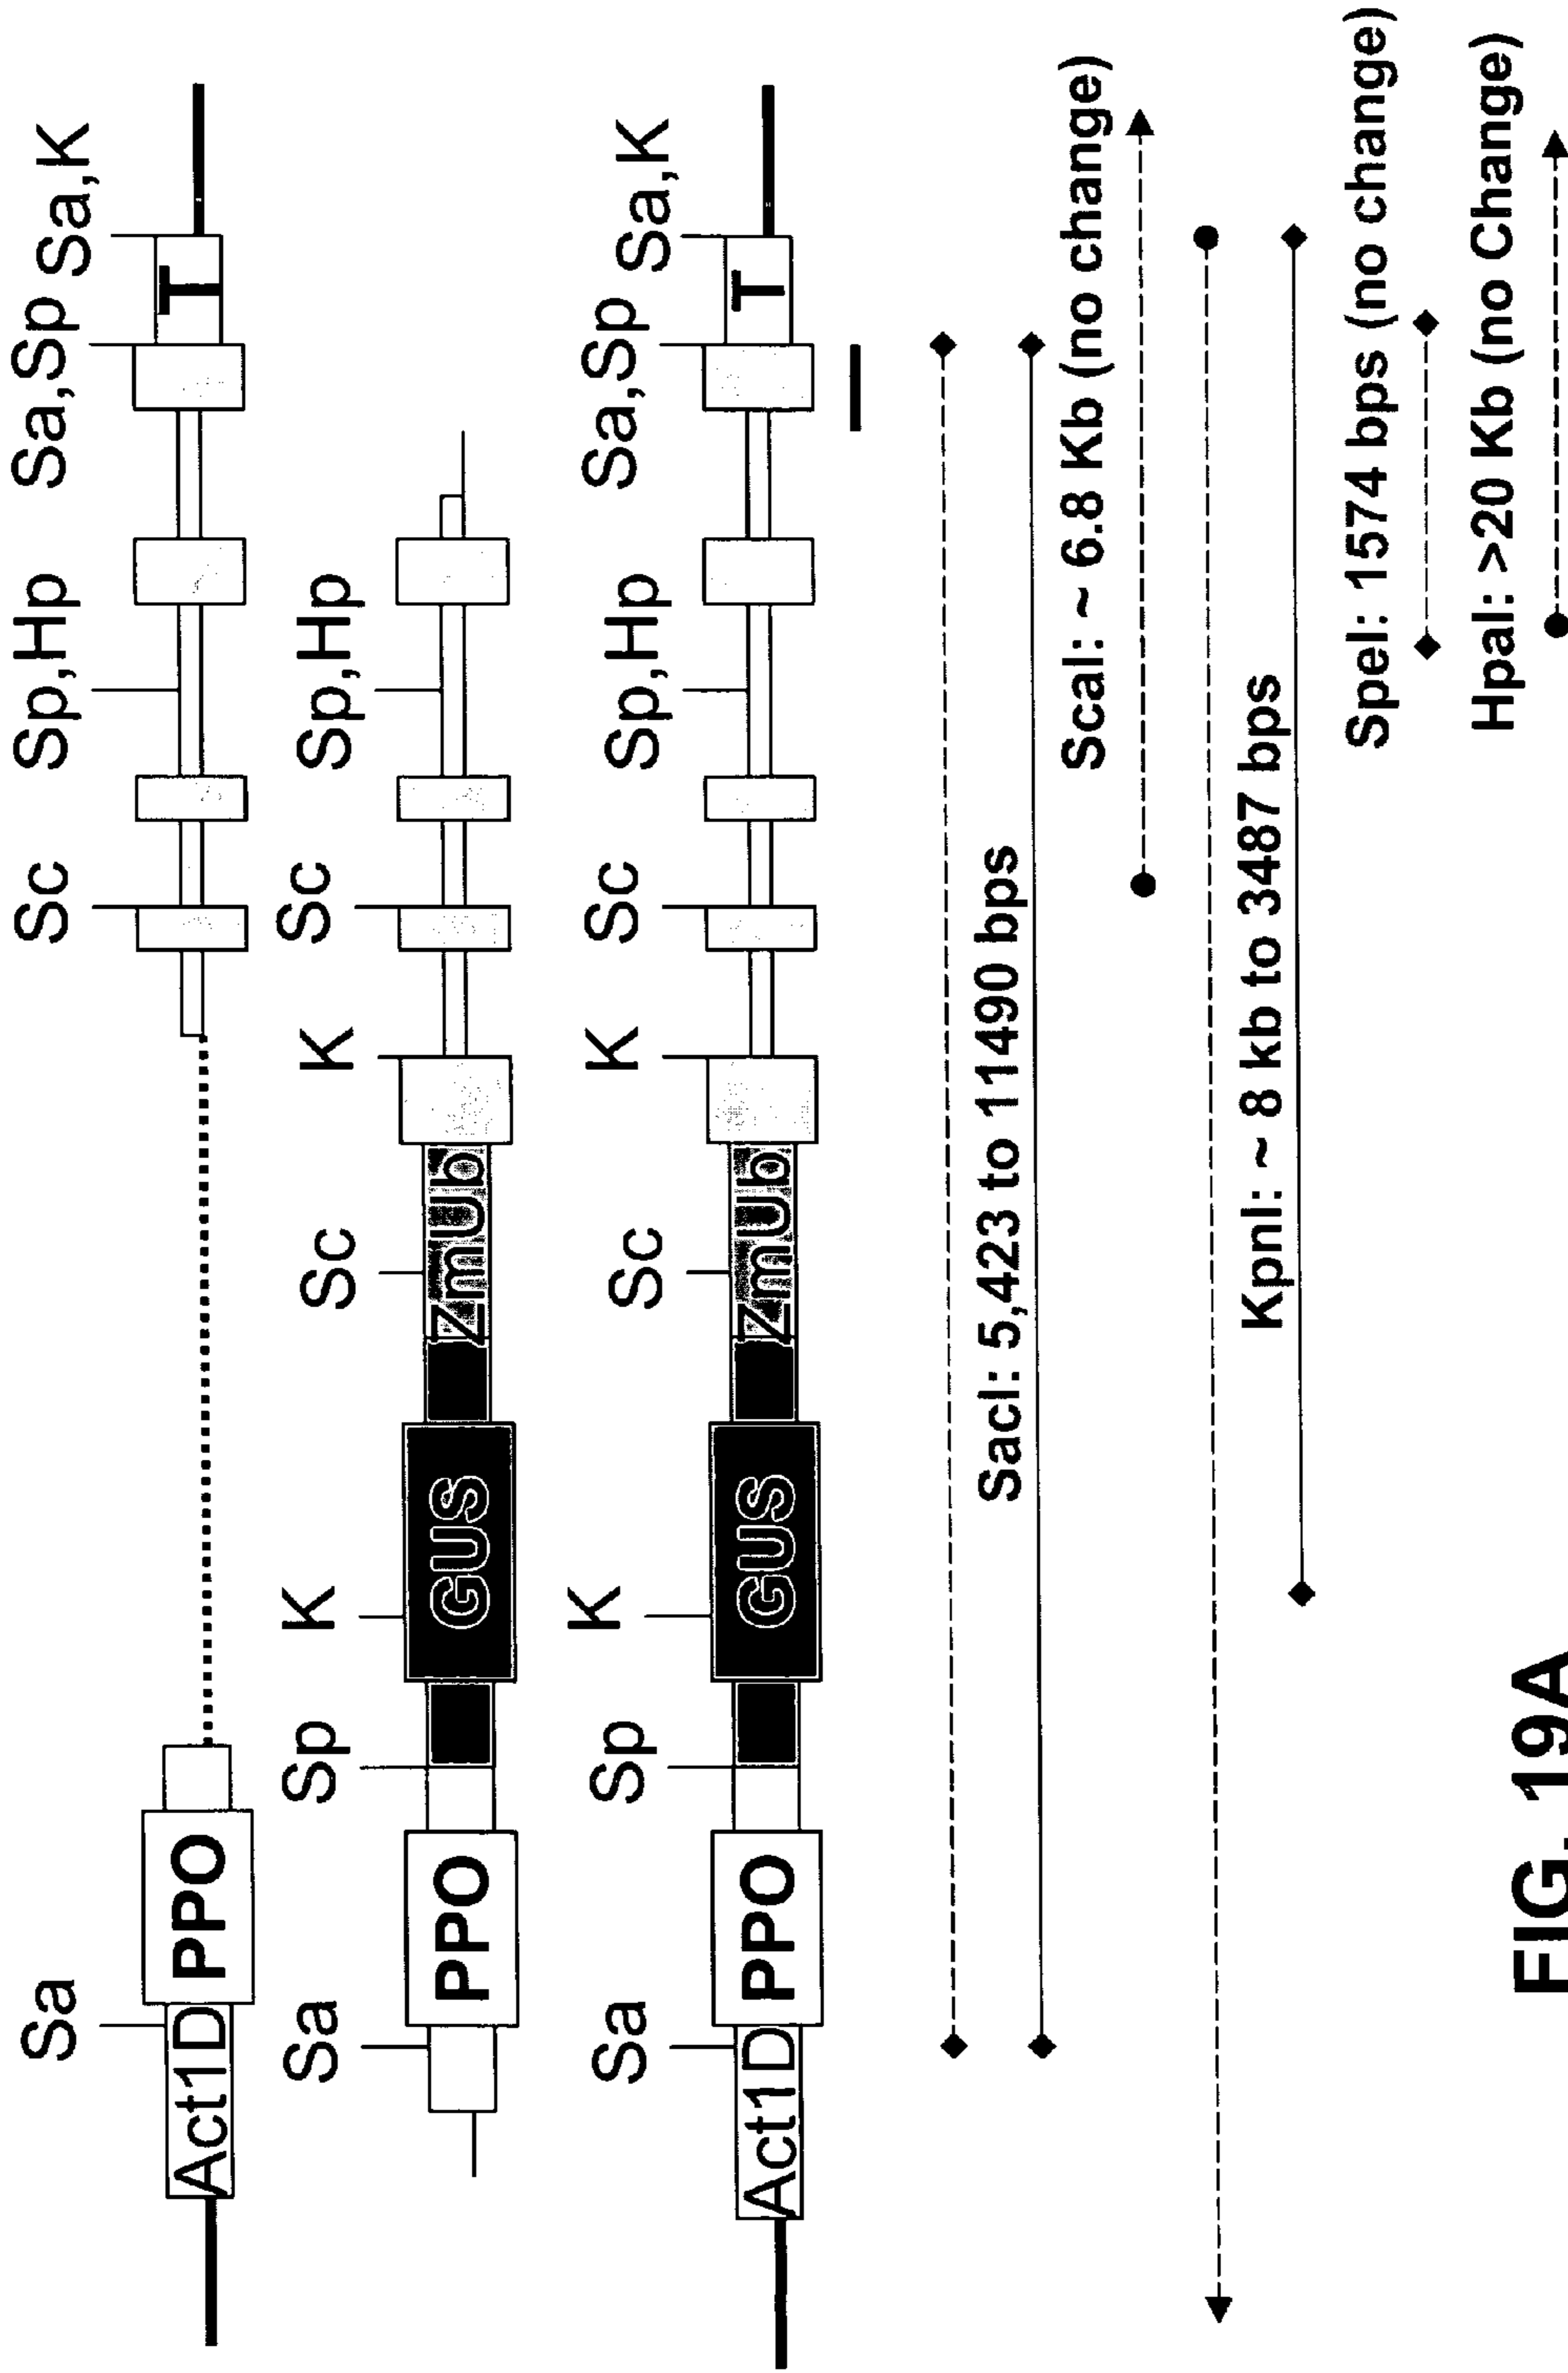 Sa Sc Sp,Hp Sa,Sp Sa,K
Act1D PPO T
Sa Sp K Sc K Sc Sp,Hp
PPO GUS ZmUb
Sa Sp K Sc K Sc Sp,Hp Sa,Sp Sa,K
Act1D PPO GUS ZmUb T
SacI: 5,423 to 11490 bps
ScaI: ~ 6.8 Kb (no change)
KpnI: ~ 8 kb to 3487 bps
SpeI: 1574 bps (no change)
HpaI: >20 Kb (no Change)
FIG. 19A